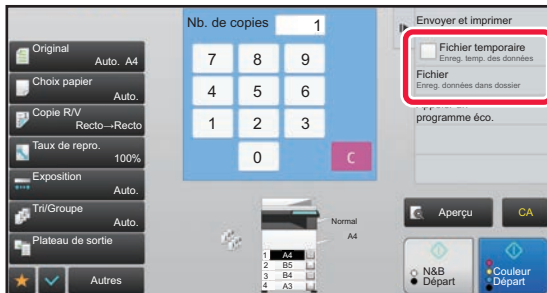 Nb. de copies 1
Envoyer et imprimer
Fichier temporaire
Enreg. temp. des données
Fichier
Enreg. données dans dossier
programme éco.
Original
Auto. A4
Choix papier
Auto.
Copie R/V
Recto→Recto
Taux de repro.
100%
Exposition
Auto.
Tri/Groupe
Auto.
Plateau de sortie
Autres
7 8 9
4 5 6
1 2 3
0 C
Normal
A4
1 A4
2 B5
3 B4
4 A3
Aperçu
CA
N&B
Départ
Couleur
Départ